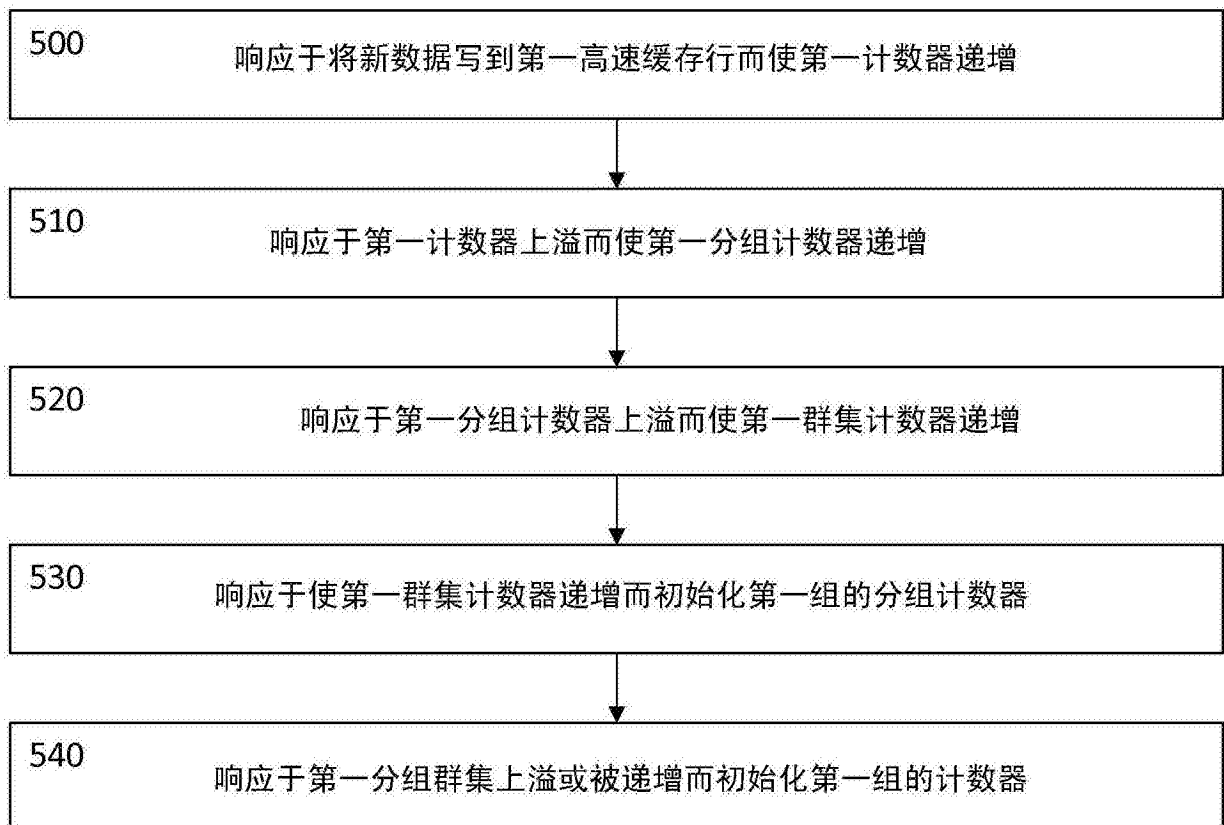 500
响应于将新数据写到第一高速缓存行而使第一计数器递增
510
响应于第一计数器上溢而使第一分组计数器递增
520
响应于第一分组计数器上溢而使第一群集计数器递增
530
响应于使第一群集计数器递增而初始化第一组的分组计数器
540
响应于第一分组群集上溢或被递增而初始化第一组的计数器